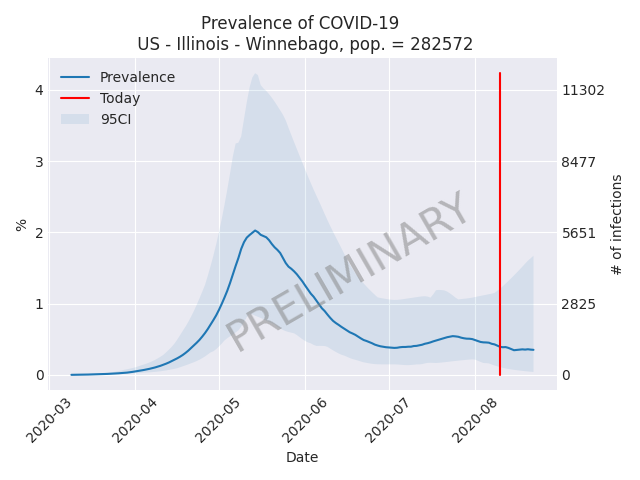 Prevalence of COVID-19
US - Illinois - Winnebago, pop. = 282572
Prevalence
Today
95CI
4
3
2
1
0
%
11302
8477
5651
2825
0
# of infections
PRELIMINARY
2020-03
2020-04
2020-05
2020-06
2020-07
2020-08
Date